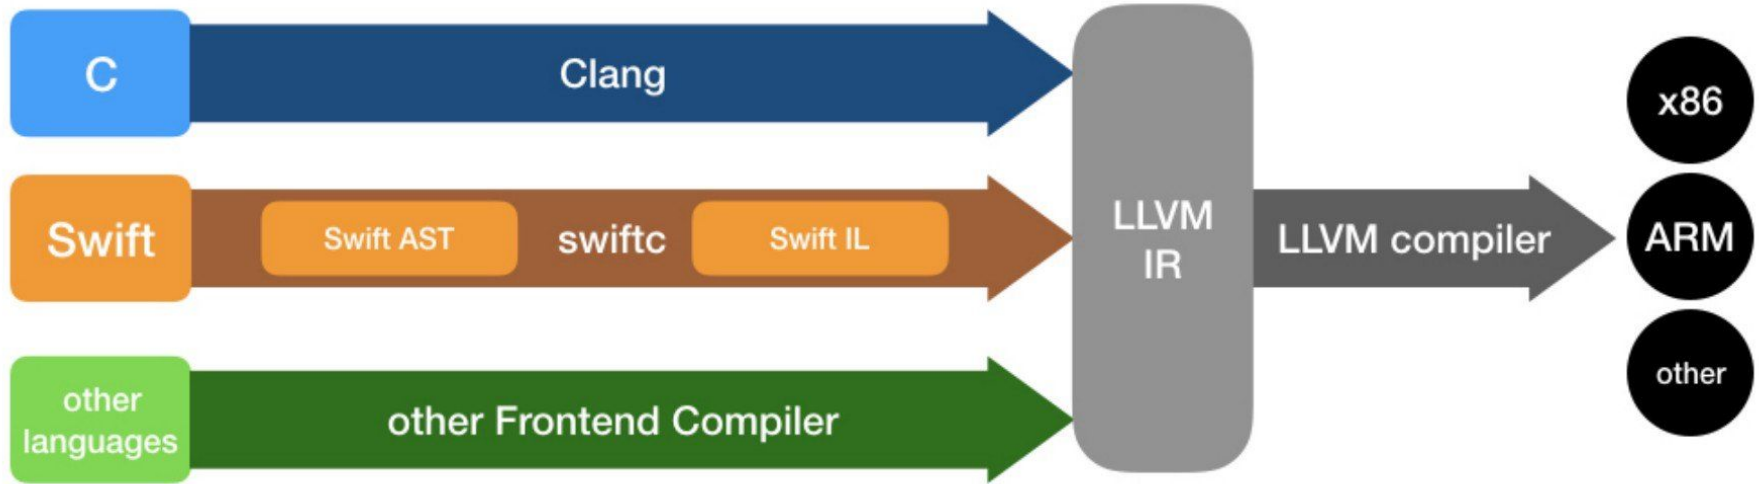 C
Clang
Swift
Swift AST
swiftc
Swift IL
other
languages
other Frontend Compiler
LLVM
IR
LLVM compiler
x86
ARM
other